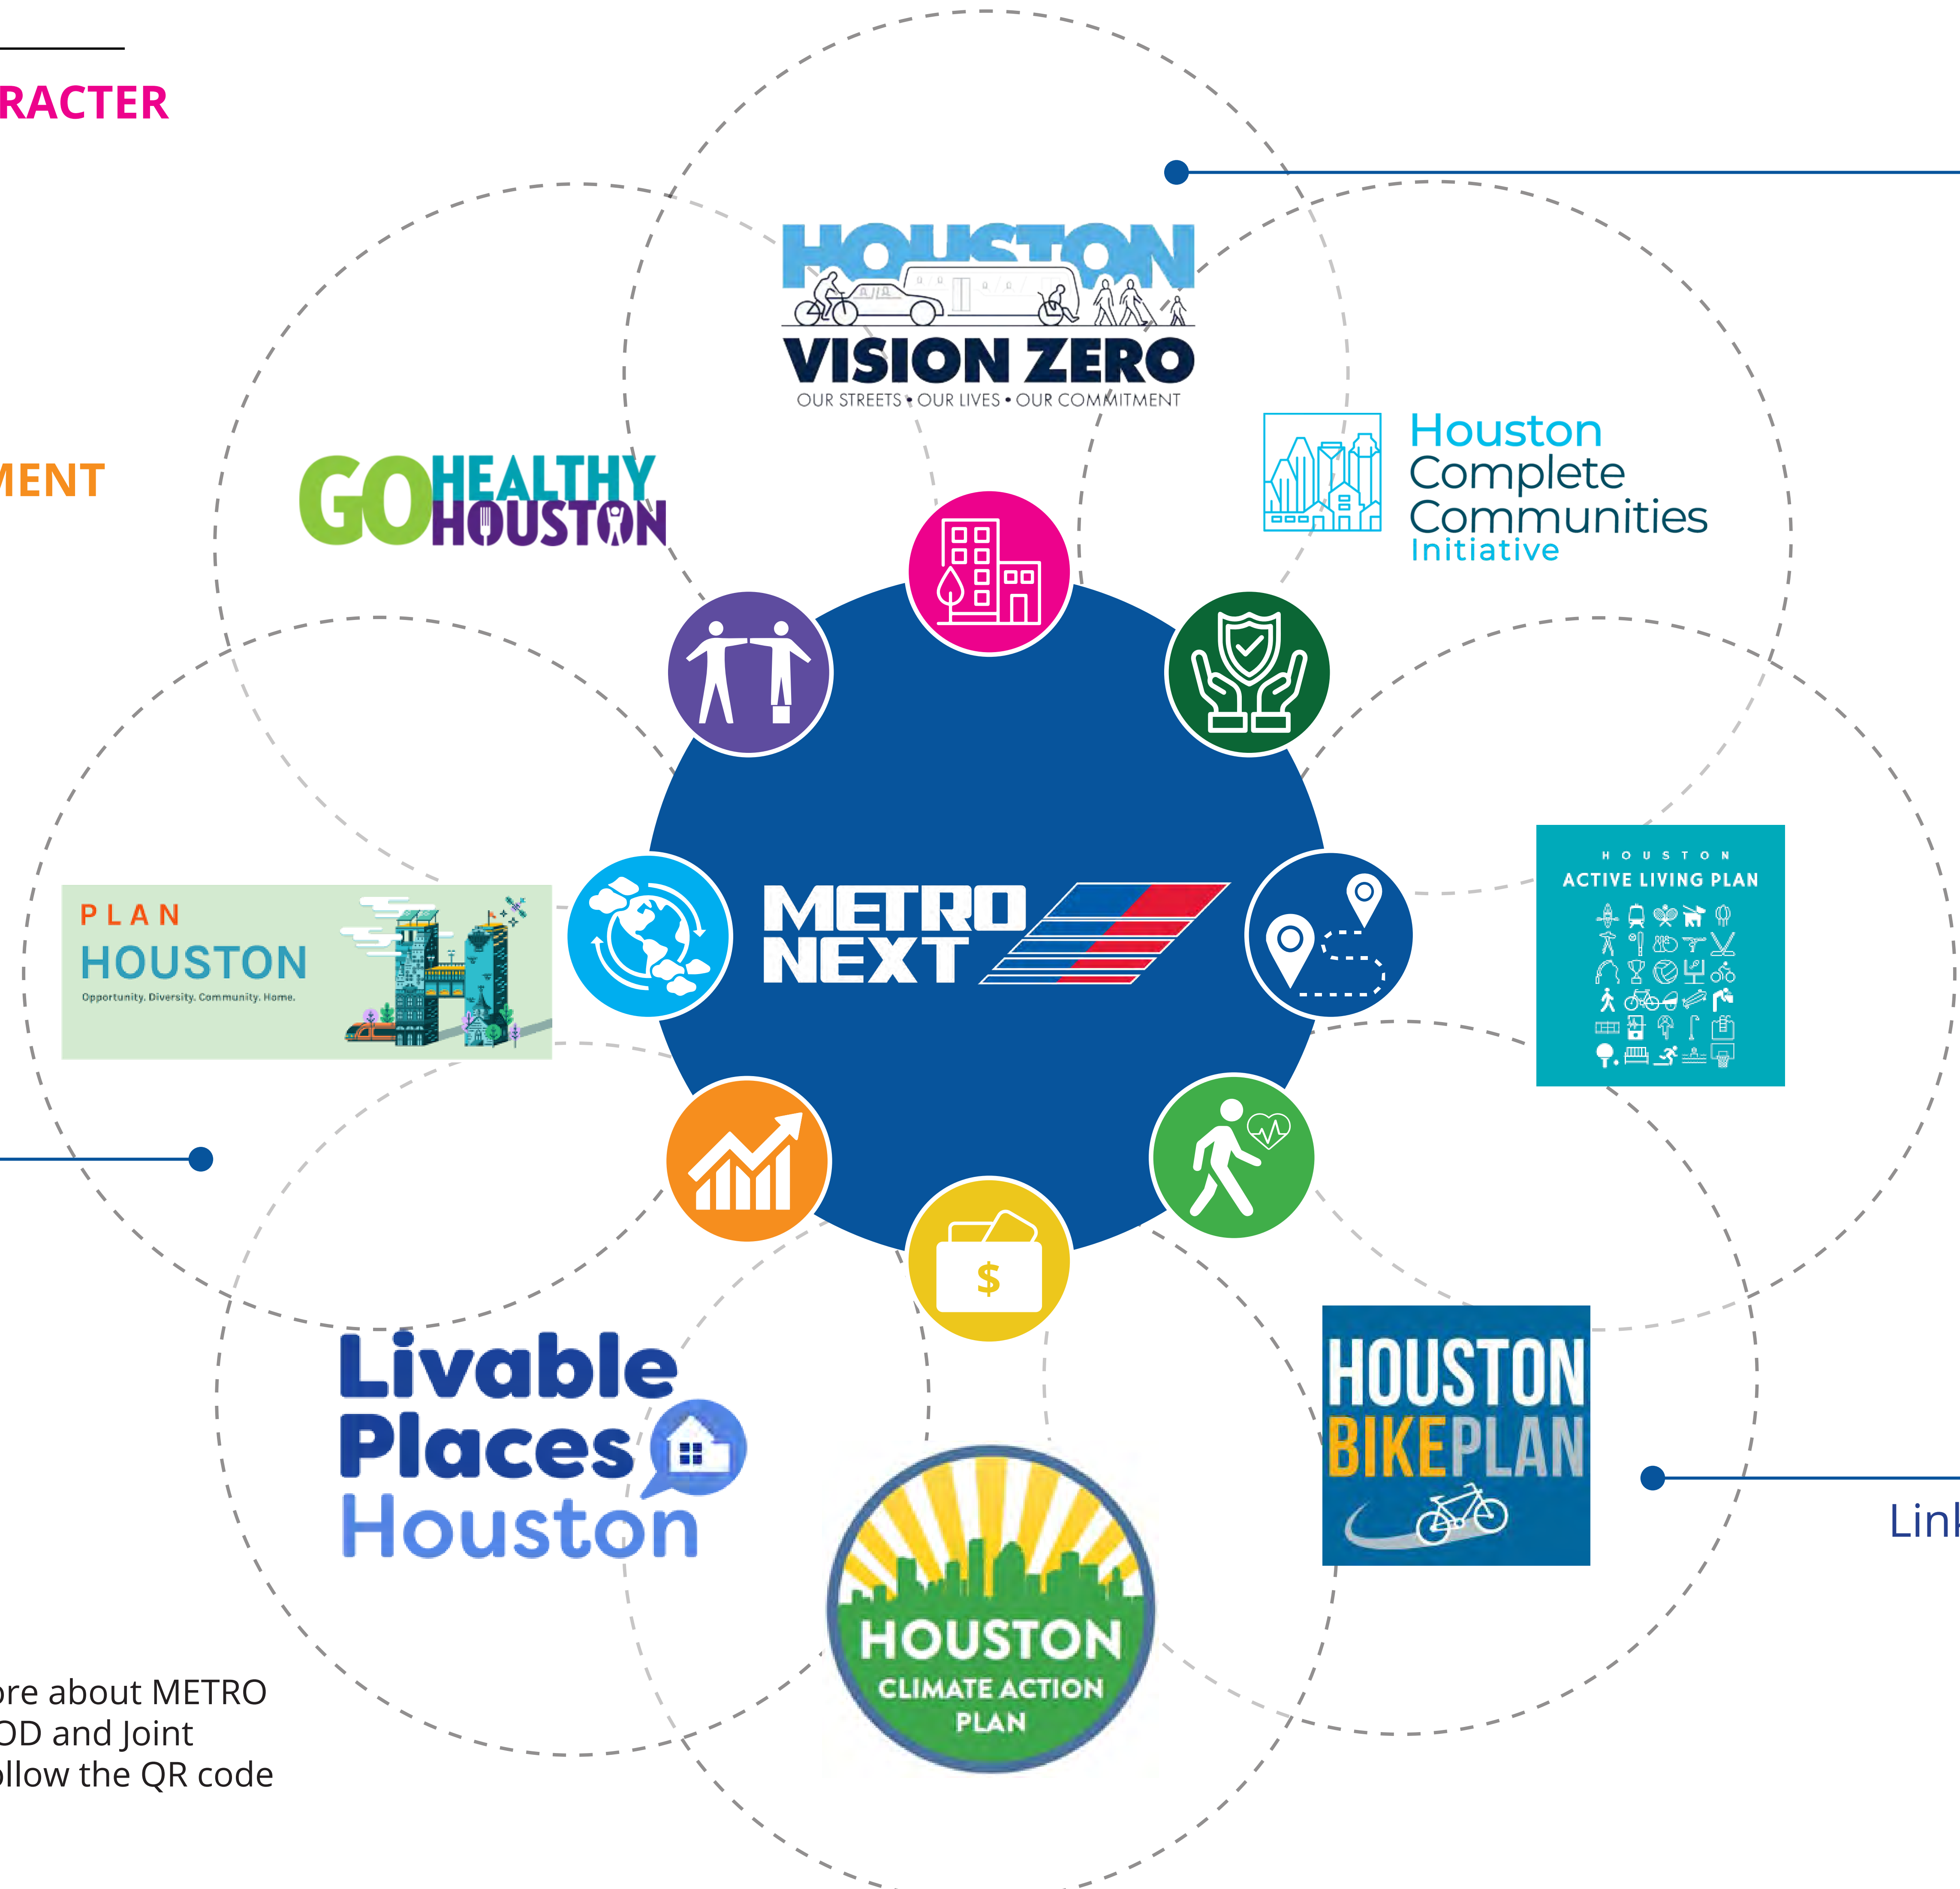 RACTER
HOUSTON
VISION ZERO
OUR STREETS • OUR LIVES • OUR COMMITMENT
Houston
Complete
Communities
Initiative
MENT
GO HEALTHY
HOUSTON
METRO
NEXT
HOUSTON
ACTIVE LIVING PLAN
PLAN
HOUSTON
Opportunity. Diversity. Community. Home.
$
Livable
Places
Houston
HOUSTON
BIKEPLAN
Link
HOUSTON
CLIMATE ACTION
PLAN
ore about METRO
OD and Joint
ollow the QR code